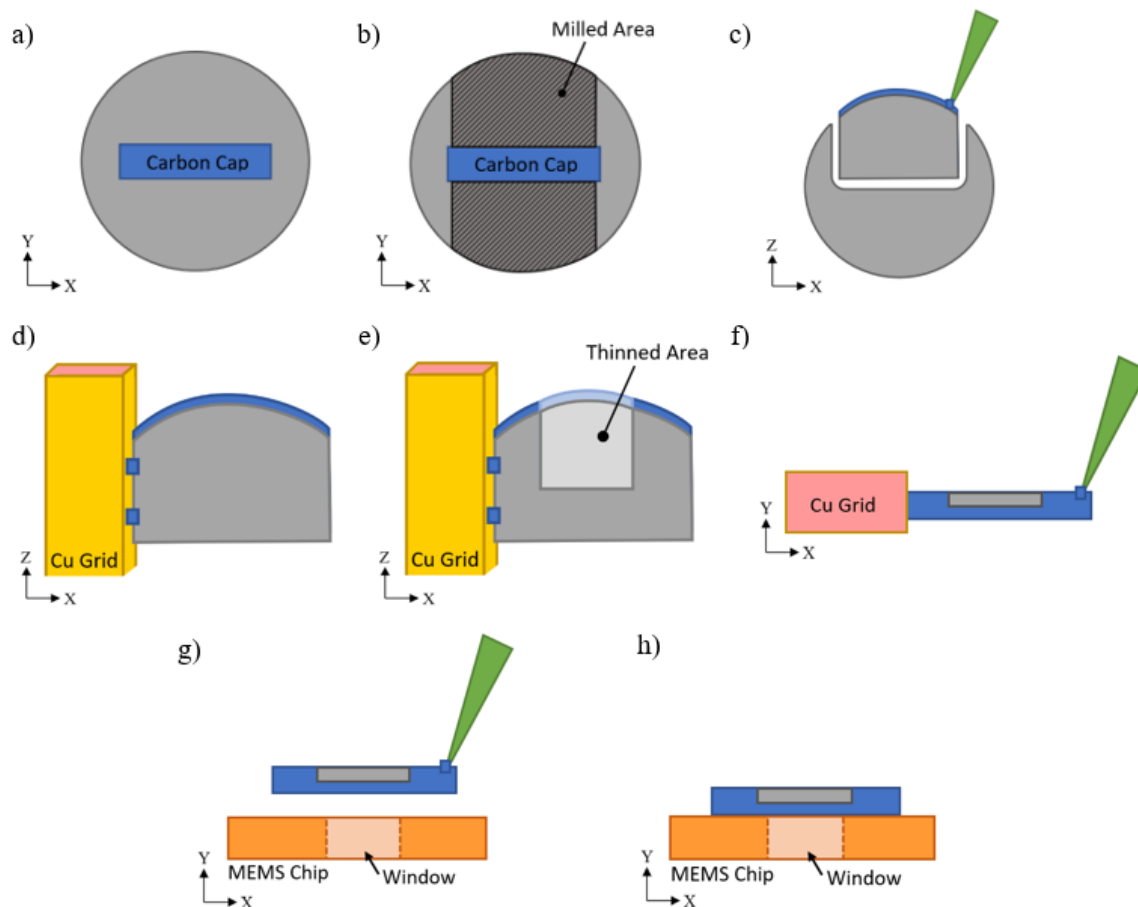 a)
Carbon Cap
Y
X
b)
Milled Area
Carbon Cap
Y
X
c)
Z
X
d)
Cu Grid
Z
X
e)
Thinned Area
Cu Grid
Z
X
f)
Cu Grid
Y
X
g)
MEMS Chip
Window
Y
X
h)
MEMS Chip
Window
Y
X